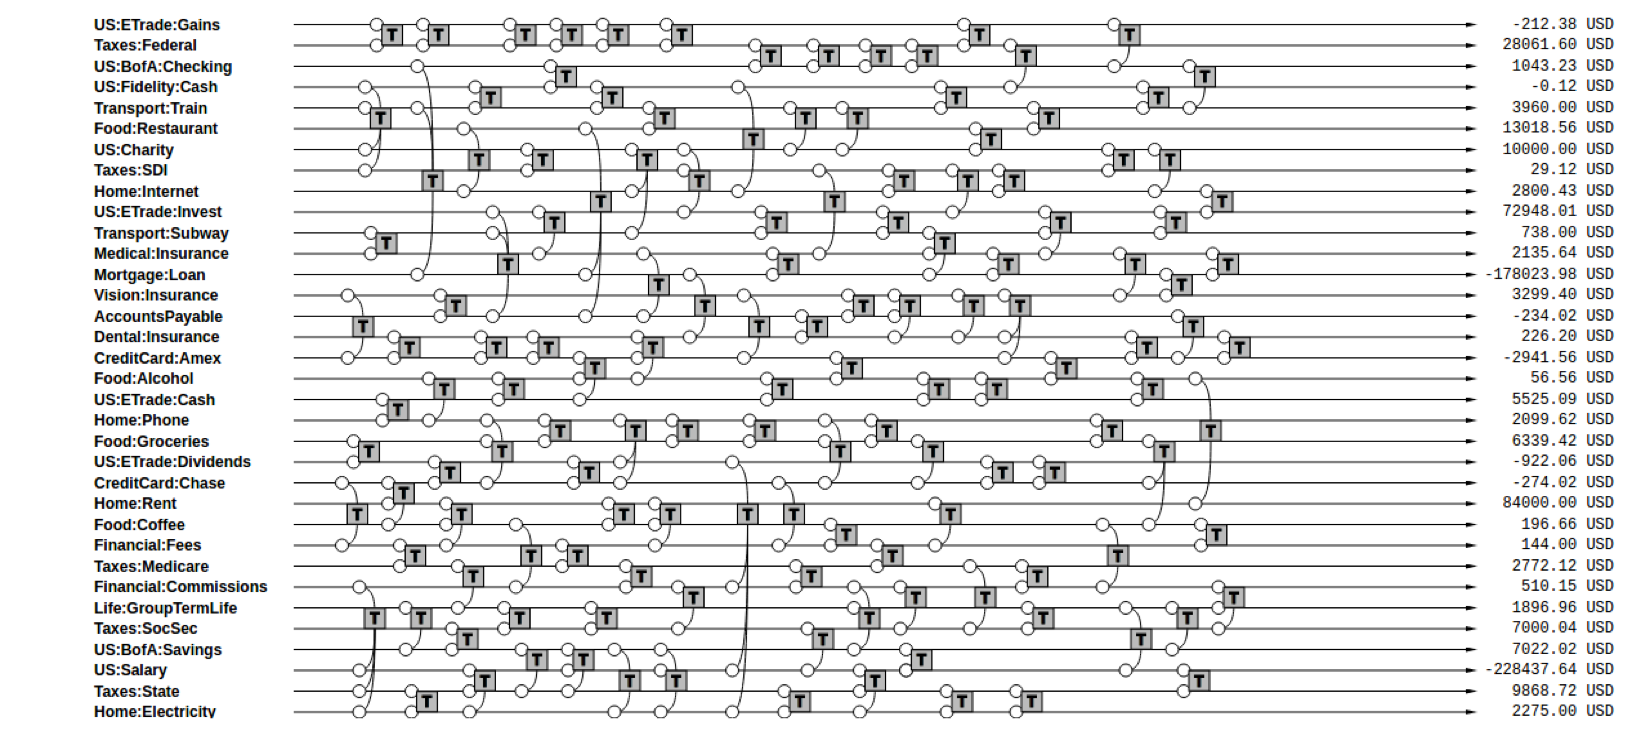 US:ETrade:Gains -212.38 USD
Taxes:Federal 28061.60 USD
US:BofA:Checking 1043.23 USD
US:Fidelity:Cash -0.12 USD
Transport:Train 3960.00 USD
Food:Restaurant 13018.56 USD
US:Charity 10000.00 USD
Taxes:SDI 29.12 USD
Home:Internet 2800.43 USD
US:ETrade:Invest 72948.01 USD
Transport:Subway 738.00 USD
Medical:Insurance 2135.64 USD
Mortgage:Loan -178023.98 USD
Vision:Insurance 3299.40 USD
AccountsPayable -234.02 USD
Dental:Insurance 226.20 USD
CreditCard:Amex -2941.56 USD
Food:Alcohol 56.56 USD
US:ETrade:Cash 5525.09 USD
Home:Phone 2099.62 USD
Food:Groceries 6339.42 USD
US:ETrade:Dividends -922.06 USD
CreditCard:Chase -274.02 USD
Home:Rent 84000.00 USD
Food:Coffee 196.66 USD
Financial:Fees 144.00 USD
Taxes:Medicare 2772.12 USD
Financial:Commissions 510.15 USD
Life:GroupTermLife 1896.96 USD
Taxes:SocSec 7000.04 USD
US:BofA:Savings 7022.02 USD
US:Salary -228437.64 USD
Taxes:State 9868.72 USD
Home:Electricity 2275.00 USD